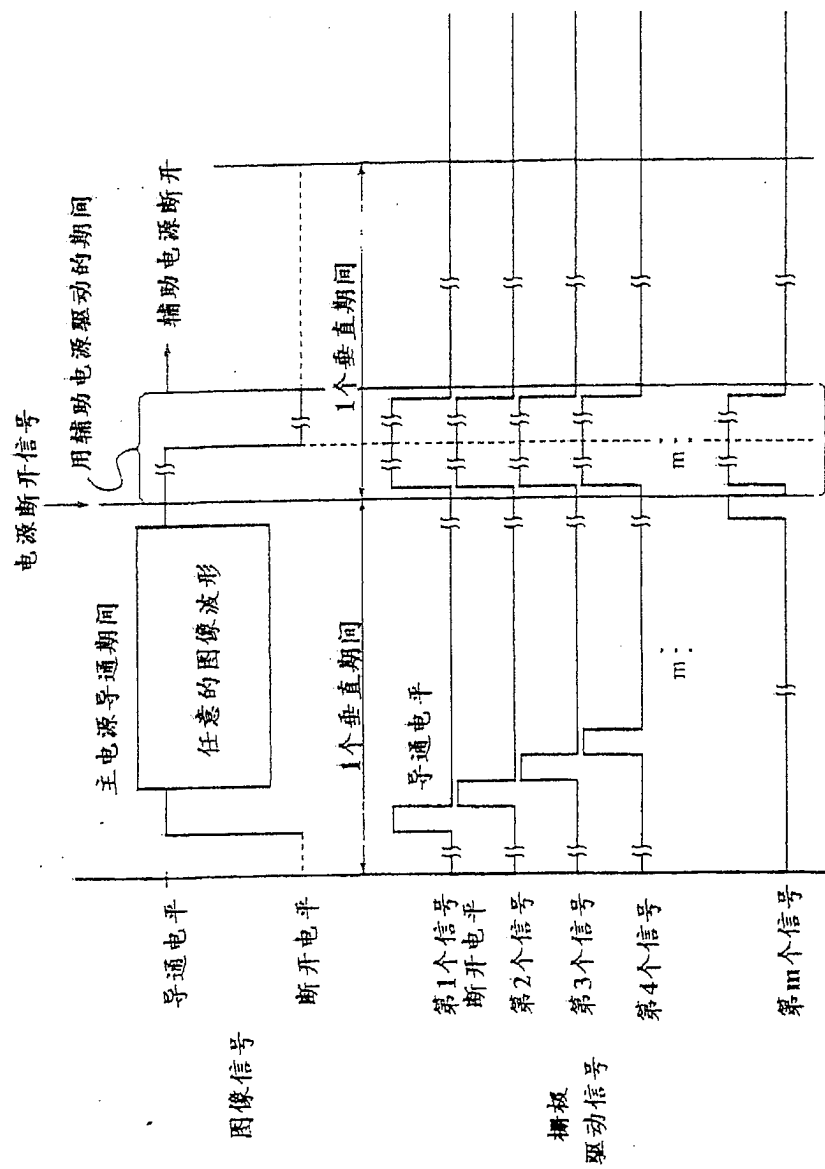 电源断开信号
用辅助电源驱动的期间
辅助电源断开
主电源导通期间
任意的图像波形
1个垂直期间
1个垂直期间
图像信号
导通电平
断开电平
导通电平
栅极
驱动信号
第1个信号
断开电平
第2个信号
第3个信号
第4个信号
m
m
第m个信号